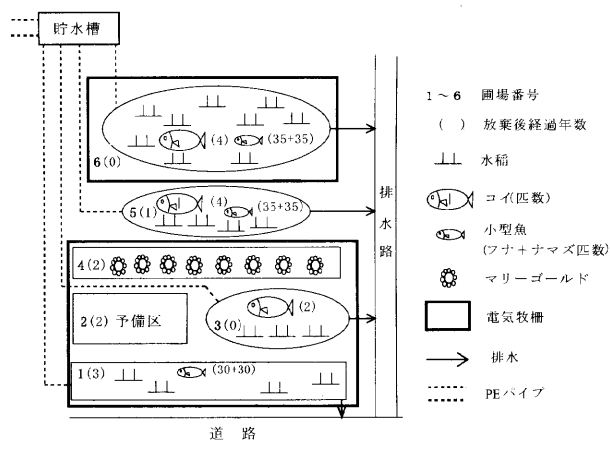 貯水槽
6(0)
(4)
(35+35)
5(1)
(4)
(35+35)
4(2)
2(2) 予備区
3(0)
(2)
1(3)
(30+30)
排水路
道 路
1～6 圃場番号
( ) 放棄後経過年数
水稲
コイ(匹数)
小型魚
(フナ+ナマズ匹数)
マリーゴールド
電気牧柵
排水
PEパイプ